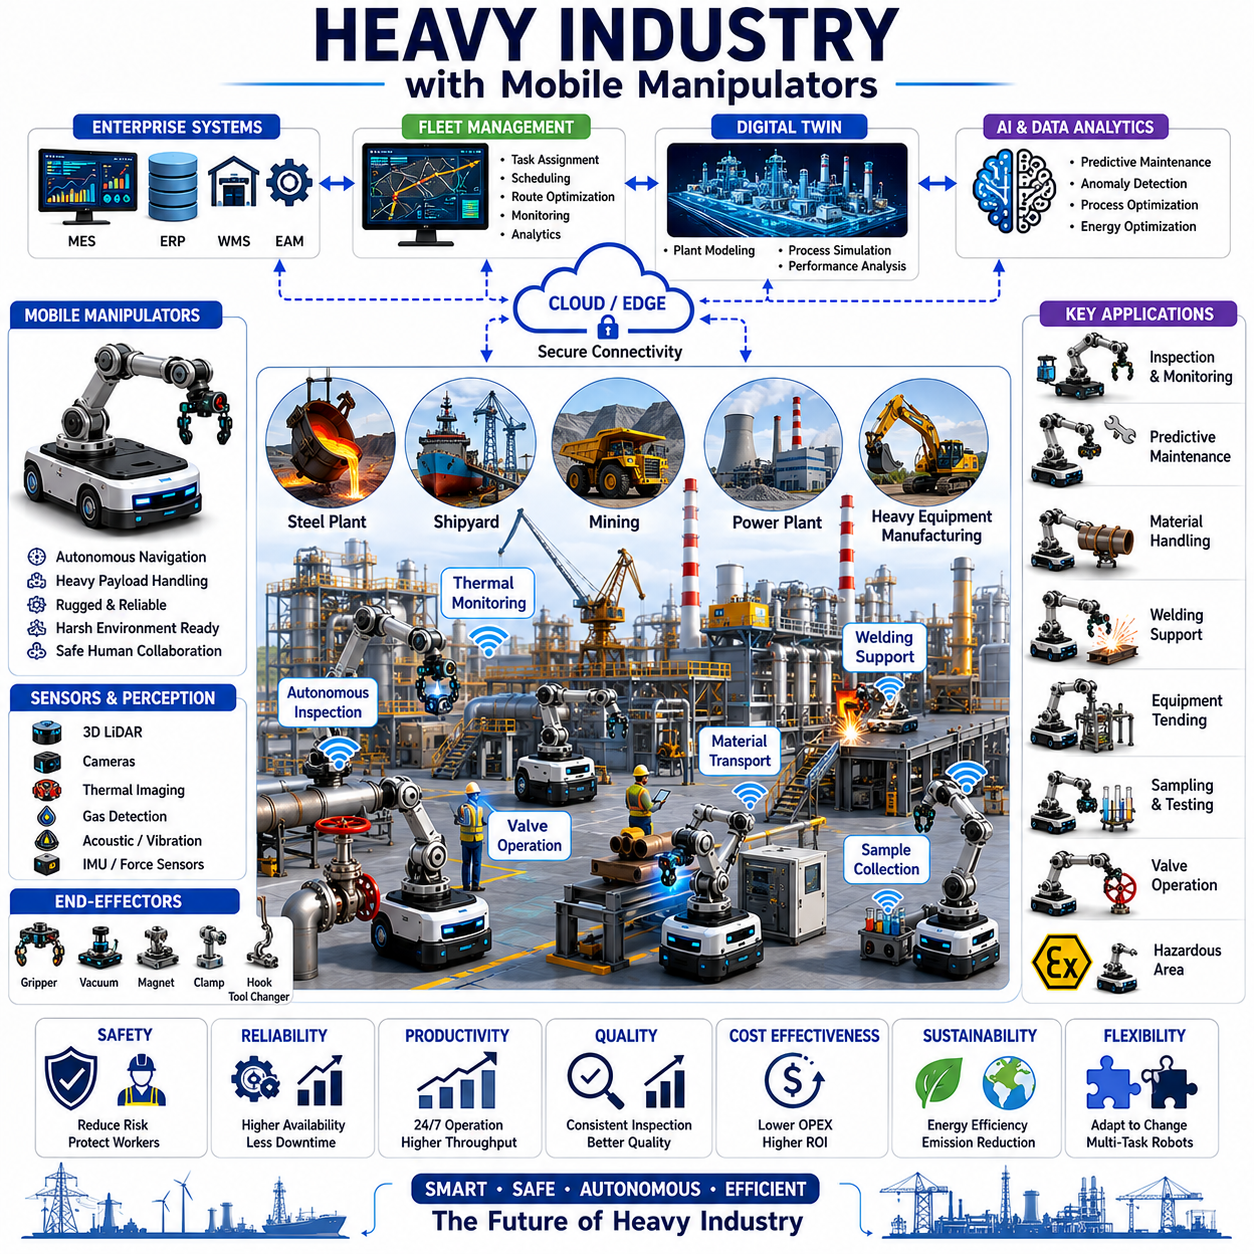 HEAVY INDUSTRY
with Mobile Manipulators
ENTERPRISE SYSTEMS
MES
ERP
WMS
EAM
FLEET MANAGEMENT
• Task Assignment
• Scheduling
• Route Optimization
• Monitoring
• Analytics
DIGITAL TWIN
• Plant Modeling
• Process Simulation
• Performance Analysis
AI & DATA ANALYTICS
• Predictive Maintenance
• Anomaly Detection
• Process Optimization
• Energy Optimization
CLOUD / EDGE
Secure Connectivity
MOBILE MANIPULATORS
Autonomous Navigation
Heavy Payload Handling
Rugged & Reliable
Harsh Environment Ready
Safe Human Collaboration
SENSORS & PERCEPTION
3D LiDAR
Cameras
Thermal Imaging
Gas Detection
Acoustic / Vibration
IMU / Force Sensors
END-EFFECTORS
Gripper
Vacuum
Magnet
Clamp
Hook
Tool Changer
Steel Plant
Shipyard
Mining
Power Plant
Heavy Equipment
Manufacturing
Thermal
Monitoring
Autonomous
Inspection
Welding
Support
Material
Transport
Valve
Operation
Sample
Collection
KEY APPLICATIONS
Inspection
& Monitoring
Predictive
Maintenance
Material
Handling
Welding
Support
Equipment
Tending
Sampling
& Testing
Valve
Operation
Ex
Hazardous
Area
SAFETY
Reduce Risk
Protect Workers
RELIABILITY
Higher Availability
Less Downtime
PRODUCTIVITY
24/7 Operation
Higher Throughput
QUALITY
Consistent Inspection
Better Quality
COST EFFECTIVENESS
$
Lower OPEX
Higher ROI
SUSTAINABILITY
Energy Efficiency
Emission Reduction
FLEXIBILITY
Adapt to Change
Multi-Task Robots
SMART • SAFE • AUTONOMOUS • EFFICIENT
The Future of Heavy Industry